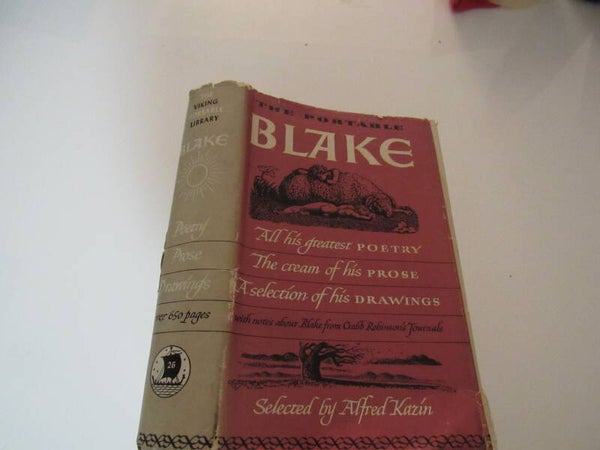 THE
VIKING
PORTABLE
LIBRARY
BLAKE
Poetry
Prose
Drawings
over 650 pages
26
THE PORTABLE
BLAKE
All his greatest POETRY
The cream of his PROSE
A selection of his DRAWINGS
with notes about Blake from Crabb Robinson's Journals
Selected by Alfred Kazin